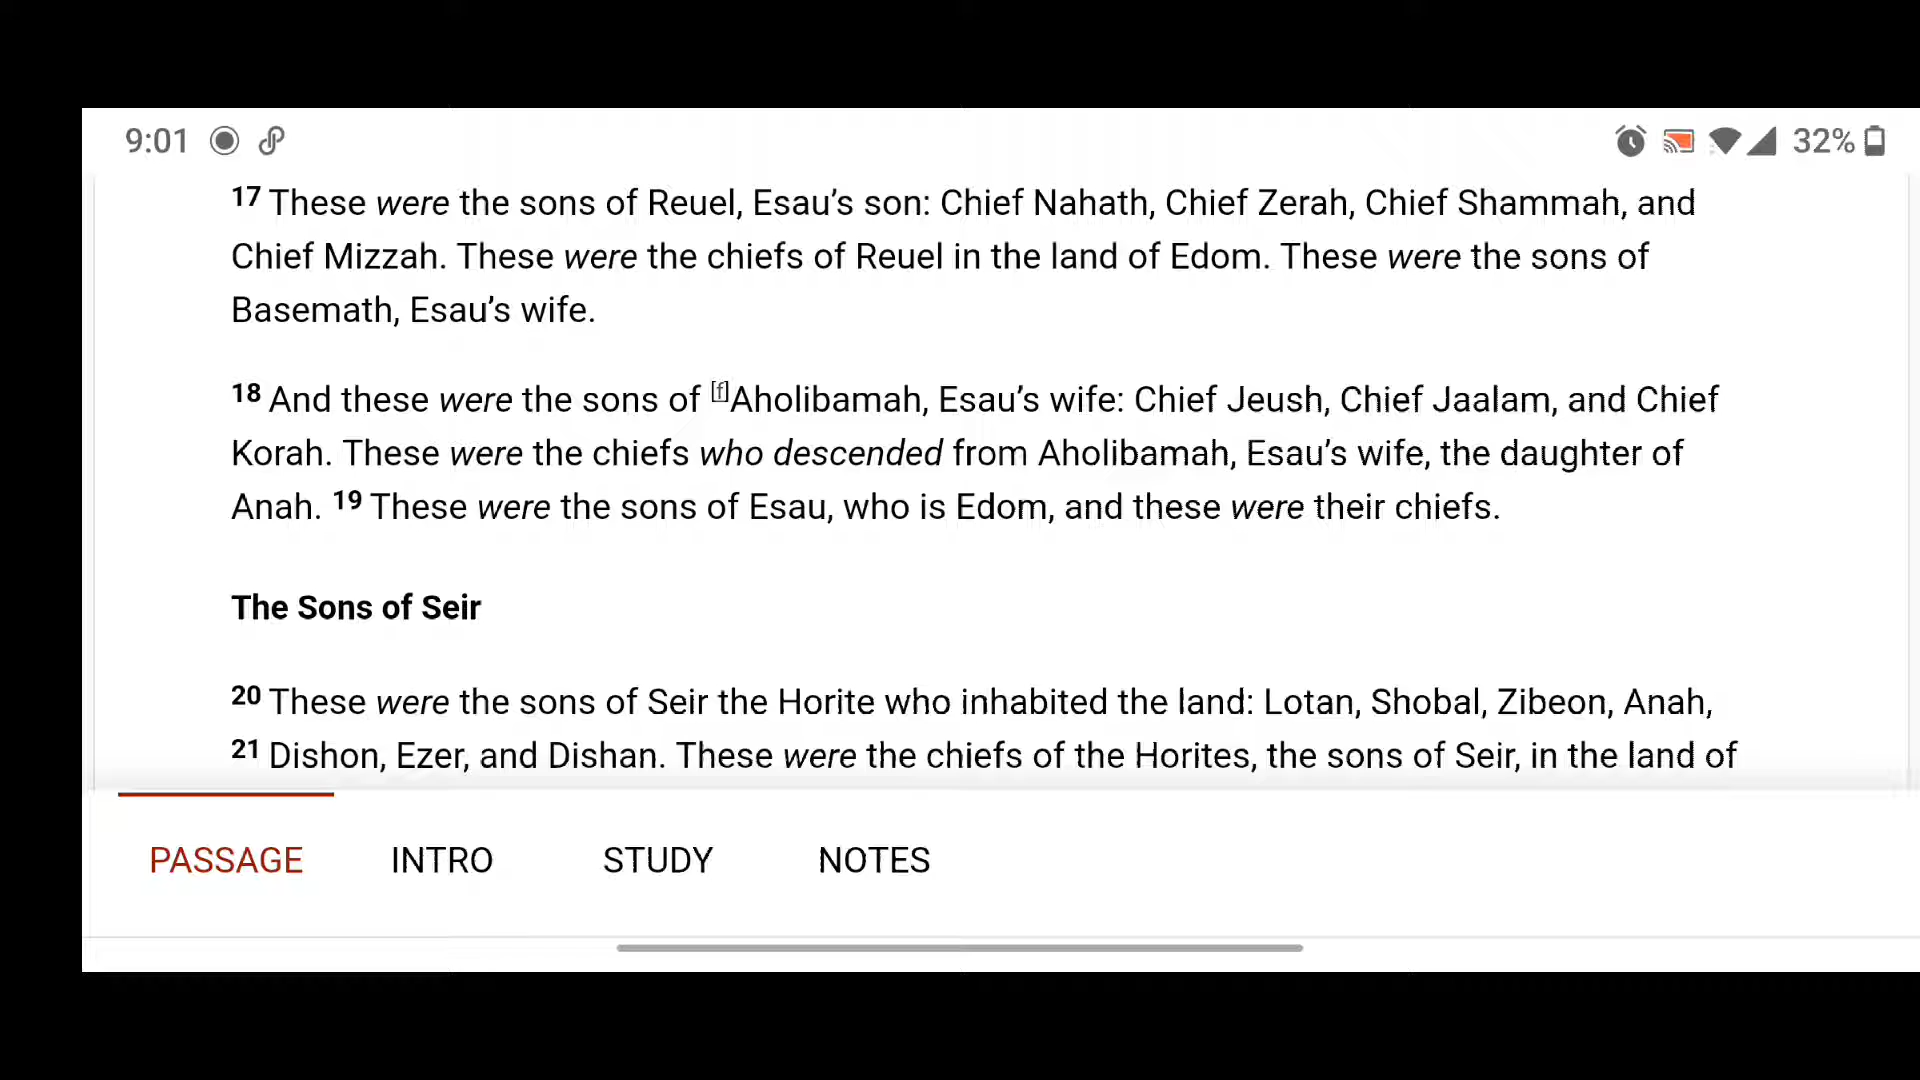 9:01
32%
17 These were the sons of Reuel, Esau’s son: Chief Nahath, Chief Zerah, Chief Shammah, and
Chief Mizzah. These were the chiefs of Reuel in the land of Edom. These were the sons of
Basemath, Esau’s wife.
18 And these were the sons of [f]Aholibamah, Esau’s wife: Chief Jeush, Chief Jaalam, and Chief
Korah. These were the chiefs who descended from Aholibamah, Esau’s wife, the daughter of
Anah. 19 These were the sons of Esau, who is Edom, and these were their chiefs.
The Sons of Seir
20 These were the sons of Seir the Horite who inhabited the land: Lotan, Shobal, Zibeon, Anah,
21 Dishon, Ezer, and Dishan. These were the chiefs of the Horites, the sons of Seir, in the land of
PASSAGE INTRO STUDY NOTES